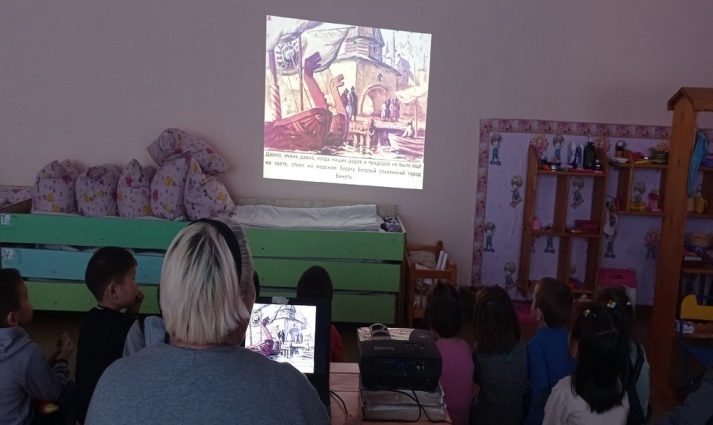 Давно, очень давно, когда наших дедов и прадедов не было ещё
на свете, стоял на морском берегу богатый славянский город
Винета.